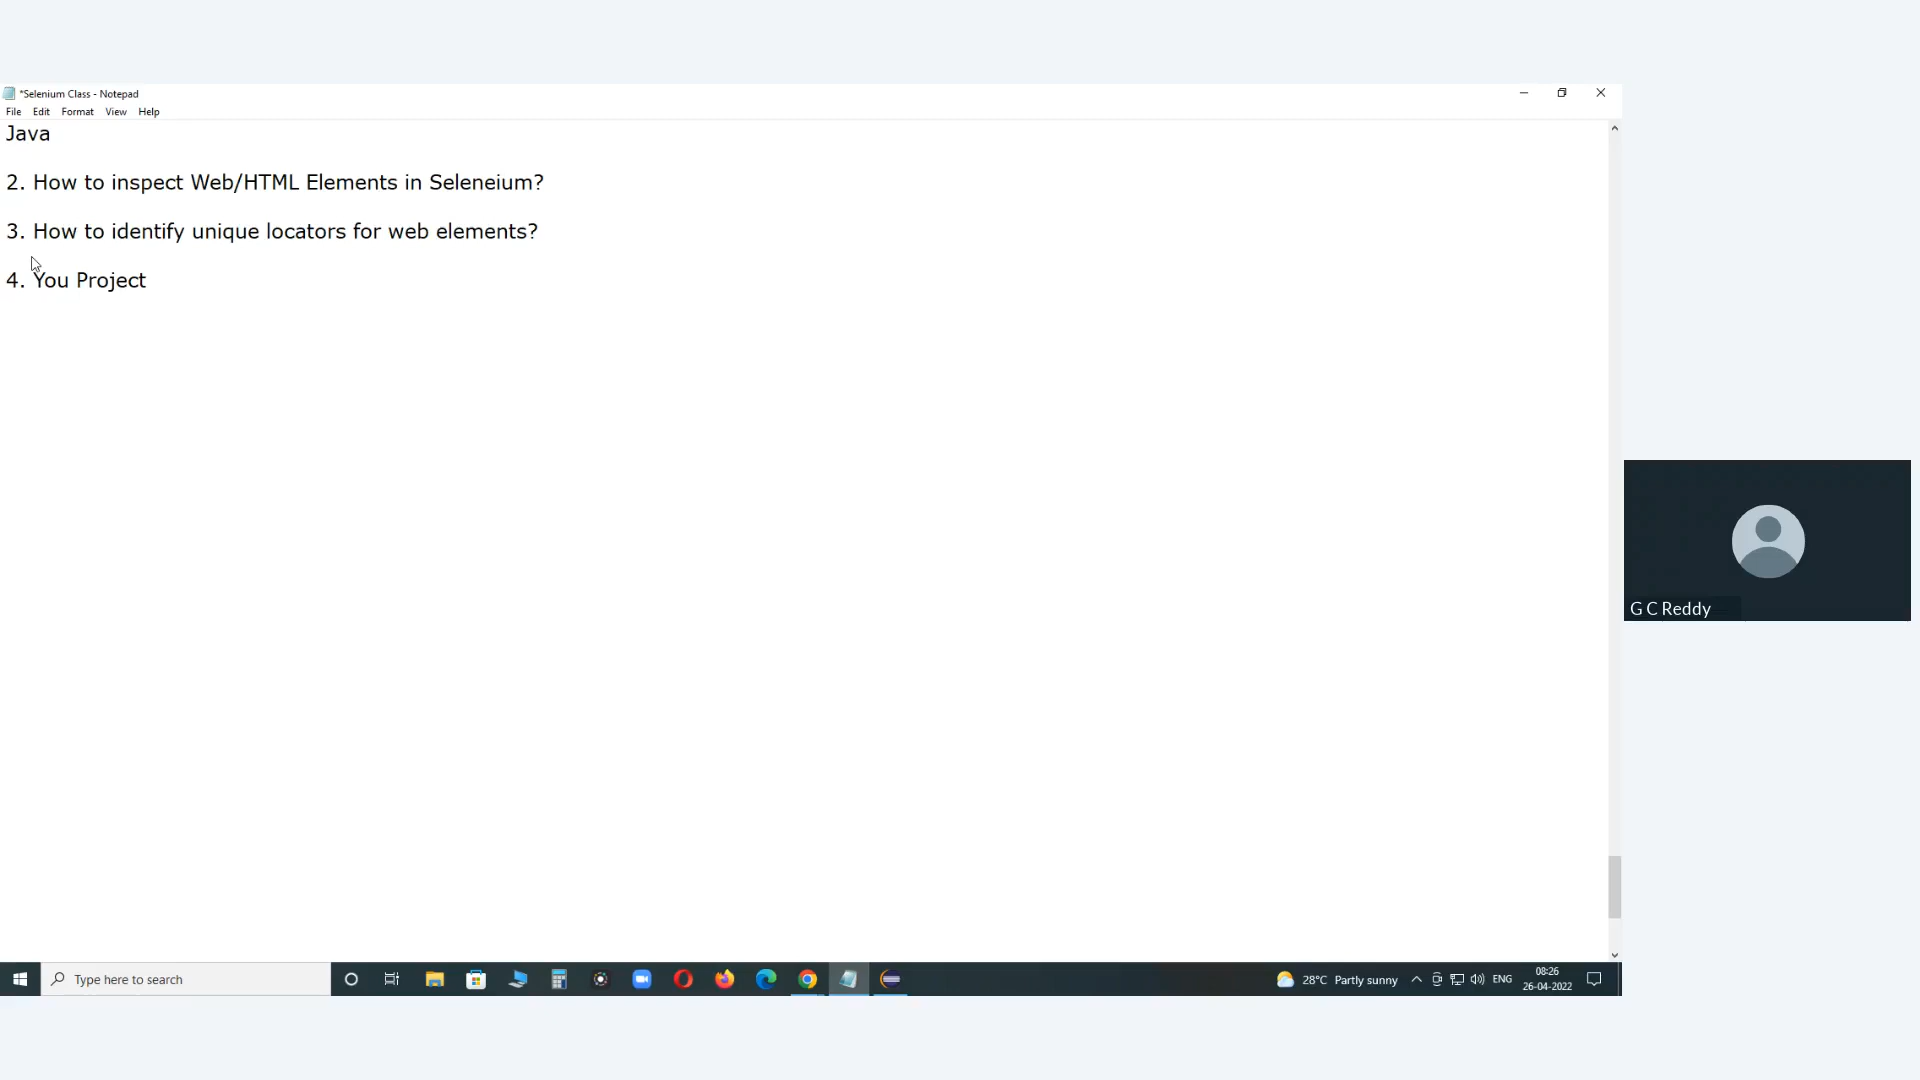 *Selenium Class - Notepad
File Edit Format View Help
Java
2. How to inspect Web/HTML Elements in Seleneium?
3. How to identify unique locators for web elements?
4. You Project
G C Reddy
Type here to search
28°C Partly sunny
ENG
08:26
26-04-2022